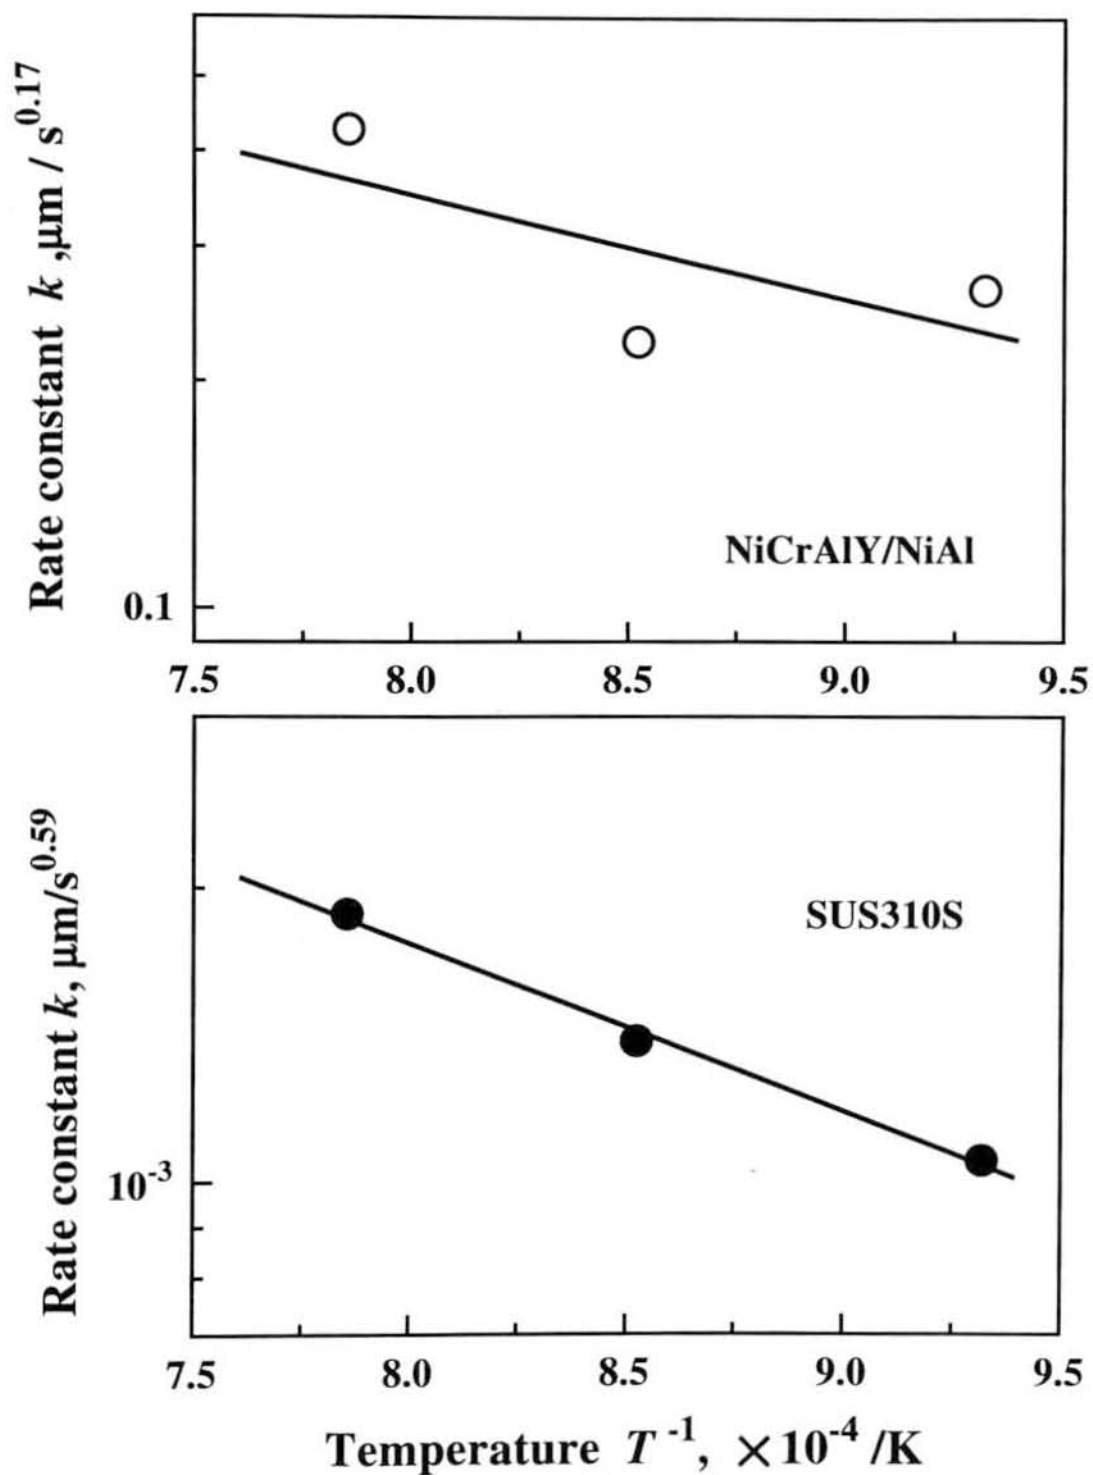 Rate constant k ,μm / s^0.17
NiCrAlY/NiAl
0.1
7.5 8.0 8.5 9.0 9.5
Rate constant k, μm/s^0.59
SUS310S
10^-3
7.5 8.0 8.5 9.0 9.5
Temperature T^-1, ×10^-4 /K